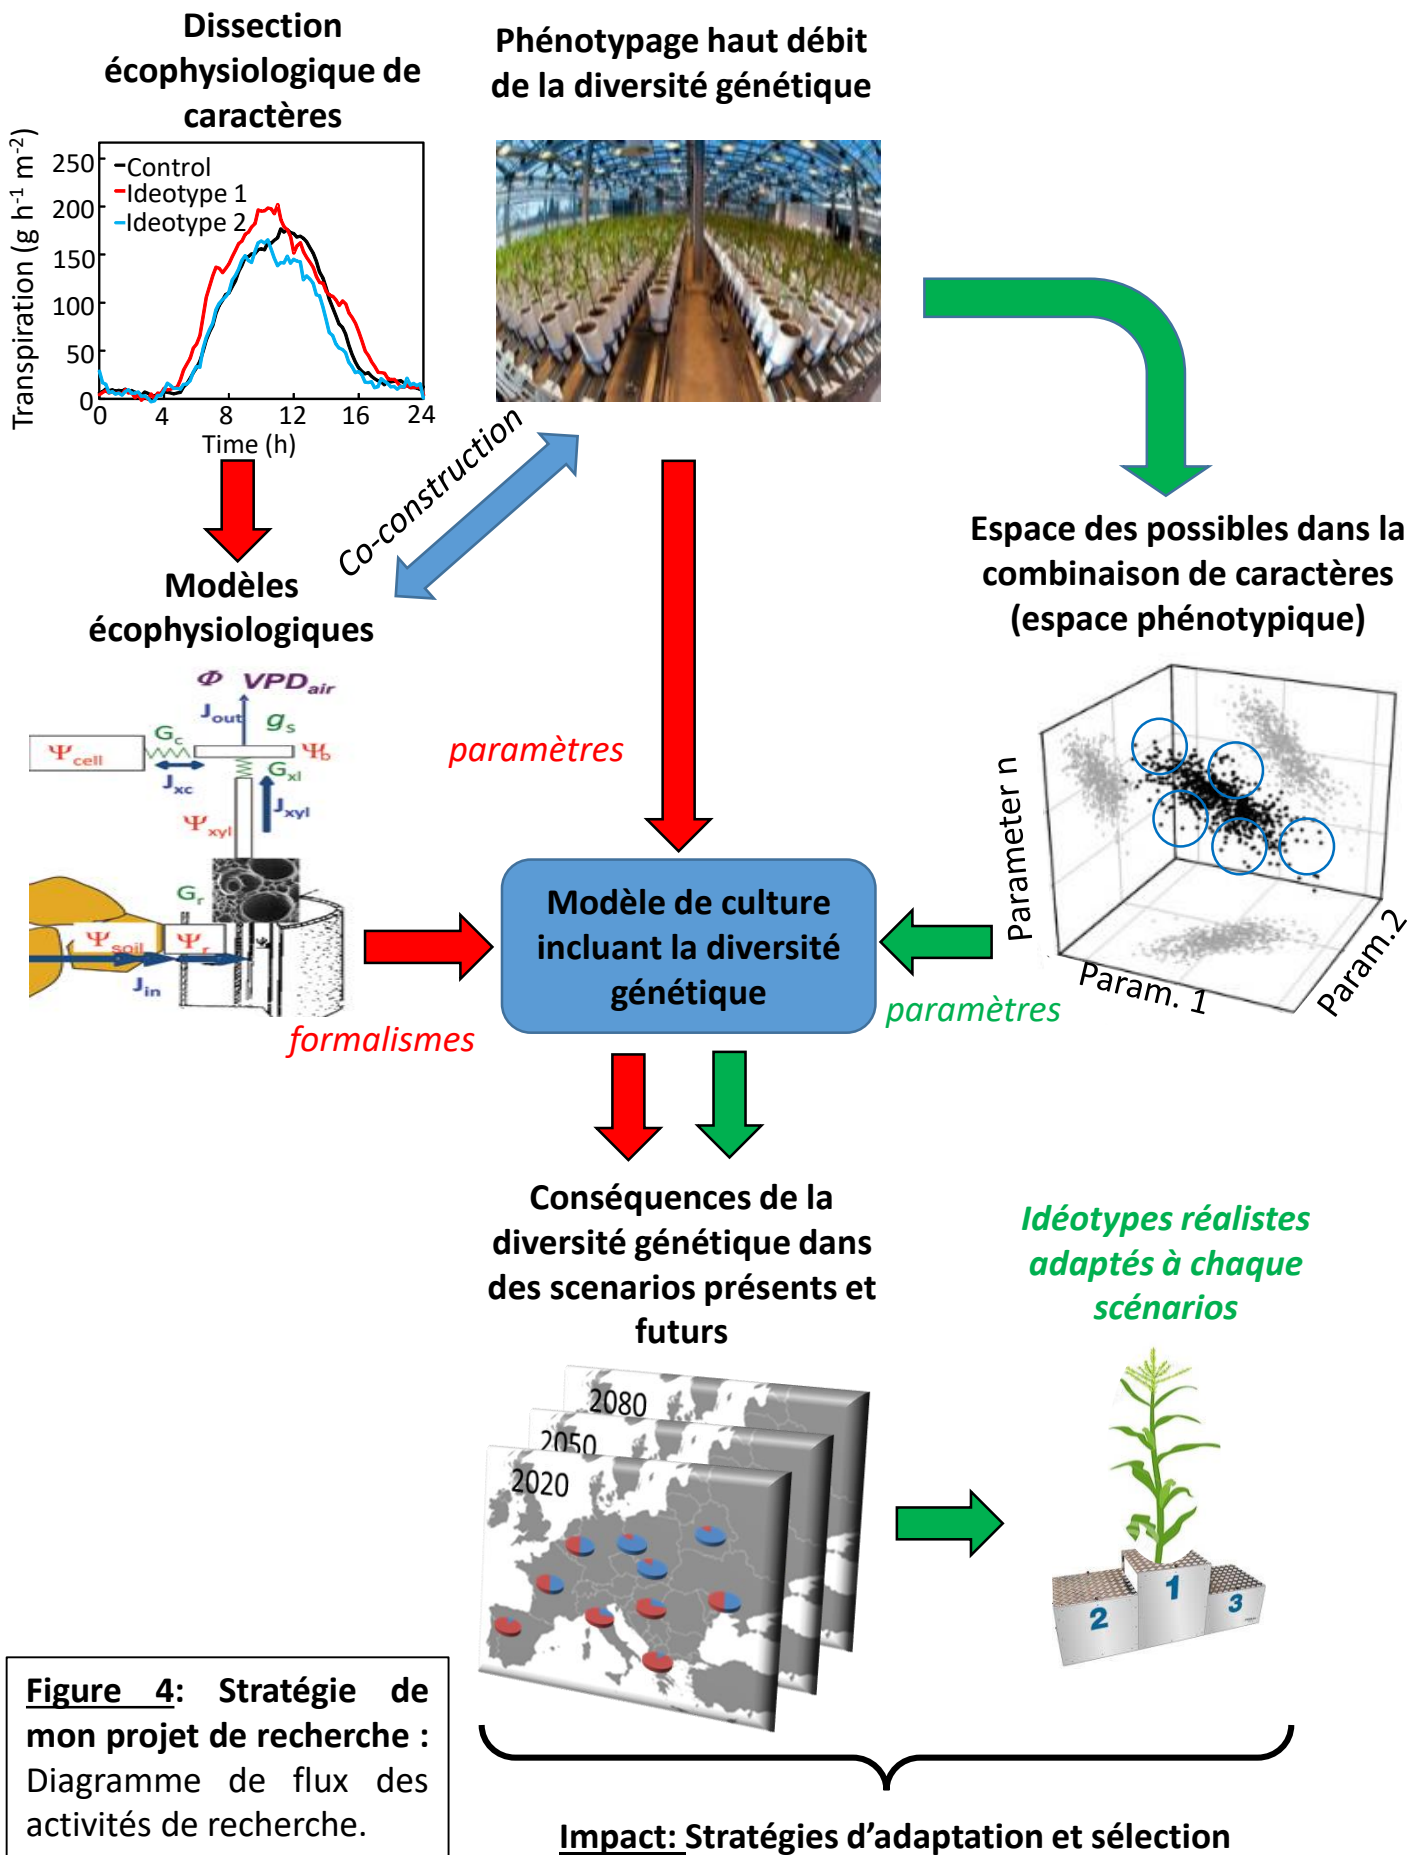 Dissection
écophysiologique de
caractères
Phénotypage haut débit
de la diversité génétique
Transpiration (g h-1 m-2)
250
200
150
100
50
0
Control
Ideotype 1
Ideotype 2
0 4 8 12 16 24
Time (h)
Co-construction
Modèles
écophysiologiques
Φ VPDair
Jout
gs
Gc
Ψcell
Ψb
Jxc
Gxl
Jxyl
Ψxyl
Gr
Ψsoil
Ψr
Jin
formalismes
paramètres
Espace des possibles dans la
combinaison de caractères
(espace phénotypique)
Parameter n
Param. 1
Param.2
paramètres
Modèle de culture
incluant la diversité
génétique
Conséquences de la
diversité génétique dans
des scenarios présents et
futurs
2080
2050
2020
Idéotypes réalistes
adaptés à chaque
scénarios
1
2
3
Figure 4: Stratégie de
mon projet de recherche :
Diagramme de flux des
activités de recherche.
Impact: Stratégies d’adaptation et sélection